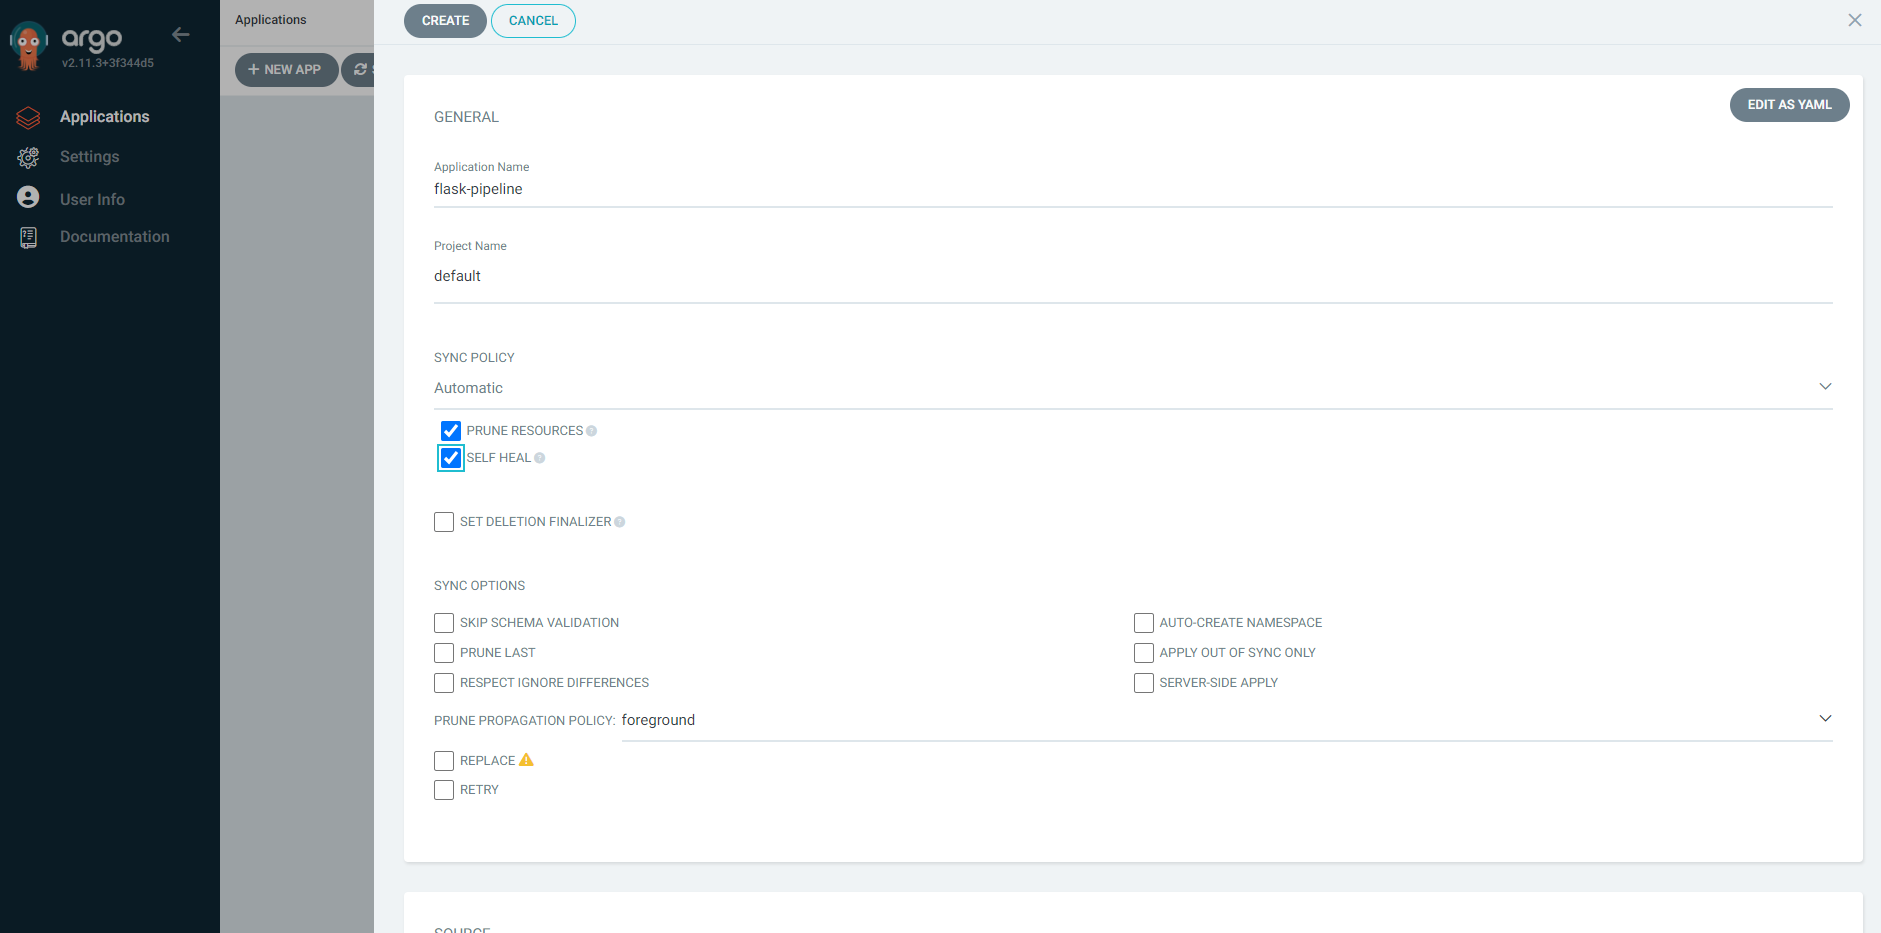 argo
v2.11.3+3f344d5
Applications
Settings
User Info
Documentation
Applications
NEW APP
CREATE
CANCEL
GENERAL
EDIT AS YAML
Application Name
flask-pipeline
Project Name
default
SYNC POLICY
Automatic
PRUNE RESOURCES
SELF HEAL
SET DELETION FINALIZER
SYNC OPTIONS
SKIP SCHEMA VALIDATION
AUTO-CREATE NAMESPACE
PRUNE LAST
APPLY OUT OF SYNC ONLY
RESPECT IGNORE DIFFERENCES
SERVER-SIDE APPLY
PRUNE PROPAGATION POLICY: foreground
REPLACE
RETRY
SOURCE